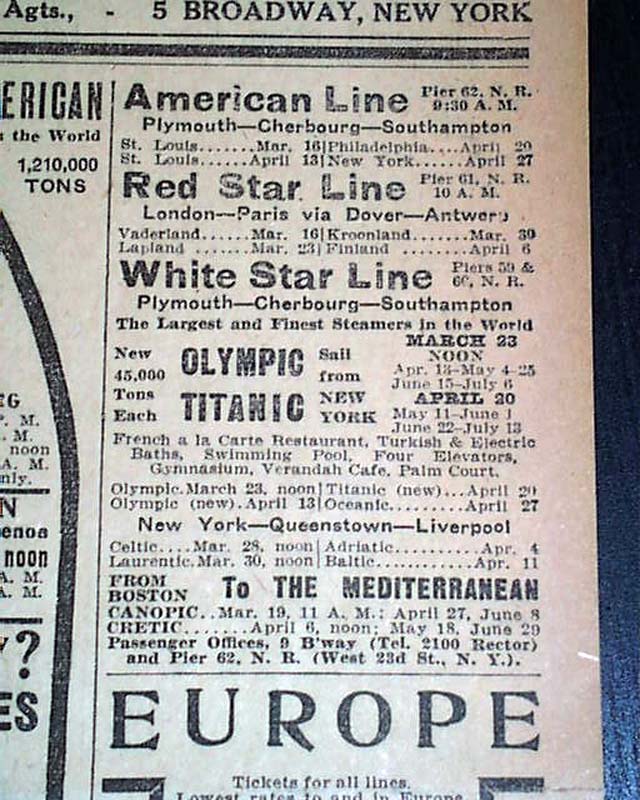 Agts., - 5 BROADWAY, NEW YORK
ERICAN
the World
1,210,000
TONS
EG
P. M.
. M.
noon
A. M.
nly.
N
enoa
noon
A. M.
A. M.
?
ES
American Line Pier 62, N. R.
9:30 A. M.
Plymouth—Cherbourg—Southampton
St. Louis.......Mar. 16|Philadelphia....April 20
St. Louis......April 13|New York......April 27
Red Star Line Pier 61, N. R.
10 A. M.
London—Paris via Dover—Antwerp
Vaderland......Mar. 16|Kroonland.......Mar. 30
Lapland .......Mar. 23|Finland ........April 6
White Star Line Piers 59 &
60, N. R.
Plymouth—Cherbourg—Southampton
The Largest and Finest Steamers in the World
New
45,000
Tons
Each
OLYMPIC
TITANIC
Sail
from
NEW
YORK
MARCH 23
NOON
Apr. 13-May 4-25
June 15-July 6
APRIL 20
May 11-June 1
June 22-July 13
French a la Carte Restaurant, Turkish & Electric
Baths, Swimming Pool, Four Elevators,
Gymnasium, Verandah Cafe, Palm Court.
Olympic.March 23, noon|Titanic (new)...April 20
Olympic (new).April 13|Oceanic.........April 27
New York—Queenstown—Liverpool
Celtic....Mar. 28, noon|Adriatic..........Apr. 4
Laurentic.Mar. 30, noon|Baltic...........Apr. 11
FROM
BOSTON To THE MEDITERRANEAN
CANOPIC..Mar. 19, 11 A. M.; April 27, June 8
CRETIC.......April 6, noon; May 18, June 29
Passenger Offices, 9 B'way (Tel. 2100 Rector)
and Pier 62, N. R. (West 23d St., N. Y.).
EUROPE
Tickets for all lines.
Lowest rates to and in Europe